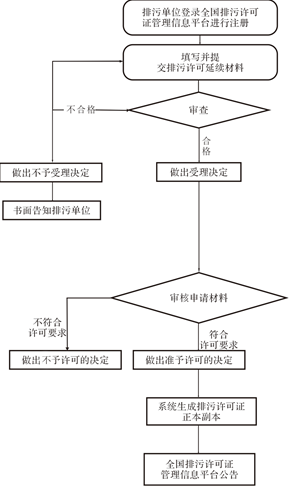 排污单位登录全国排污许可
证管理信息平台进行注册
填写并提
交排污许可延续材料
不合格
审查
合
格
做出不予受理决定
做出受理决定
书面告知排污单位
审核申请材料
不符合
许可要求
符合
许可要求
做出不予许可的决定
做出准予许可的决定
系统生成排污许可证
正本副本
全国排污许可证
管理信息平台公告